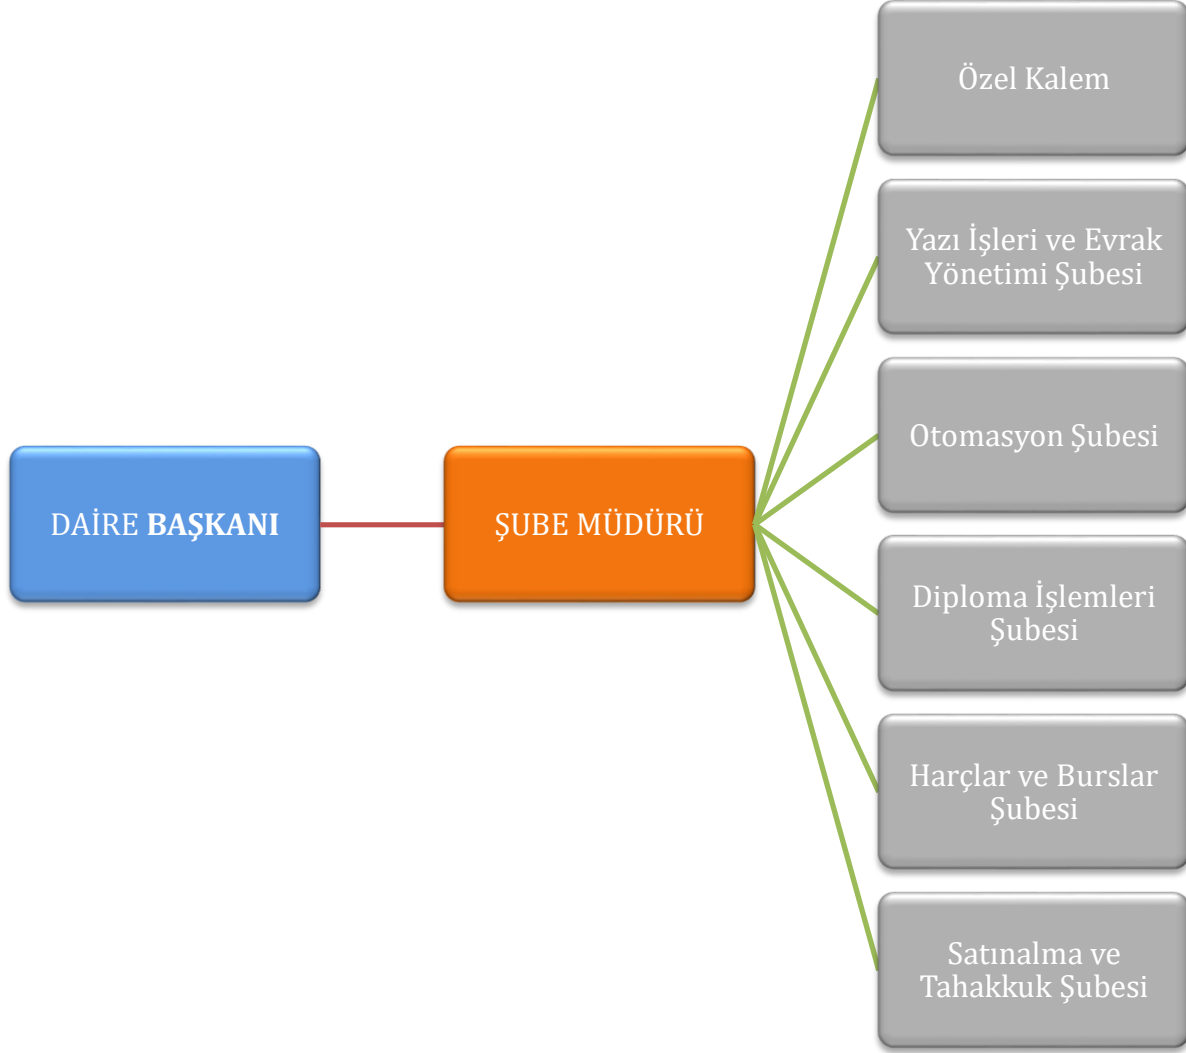 Özel Kalem
Yazı İşleri ve Evrak
Yönetimi Şubesi
Otomasyon Şubesi
DAİRE BAŞKANI
ŞUBE MÜDÜRÜ
Diploma İşlemleri
Şubesi
Harçlar ve Burslar
Şubesi
Satınalma ve
Tahakkuk Şubesi